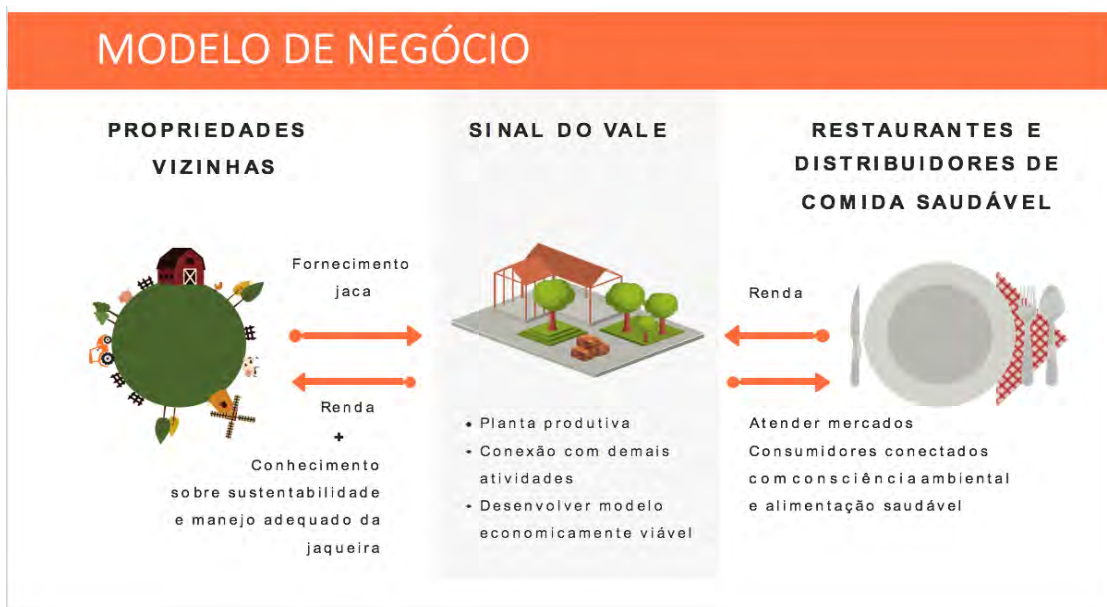 MODELO DE NEGÓCIO
PROPRIEDADES
VIZINHAS
Fornecimento
jaca
Renda
+
Conhecimento
sobre sustentabilidade
e manejo adequado da
jaqueira
SINAL DO VALE
• Planta produtiva
• Conexão com demais
atividades
• Desenvolver modelo
economicamente viável
RESTAURANTES E
DISTRIBUIDORES DE
COMIDA SAUDÁVEL
Renda
Atender mercados
Consumidores conectados
com consciência ambiental
e alimentação saudável